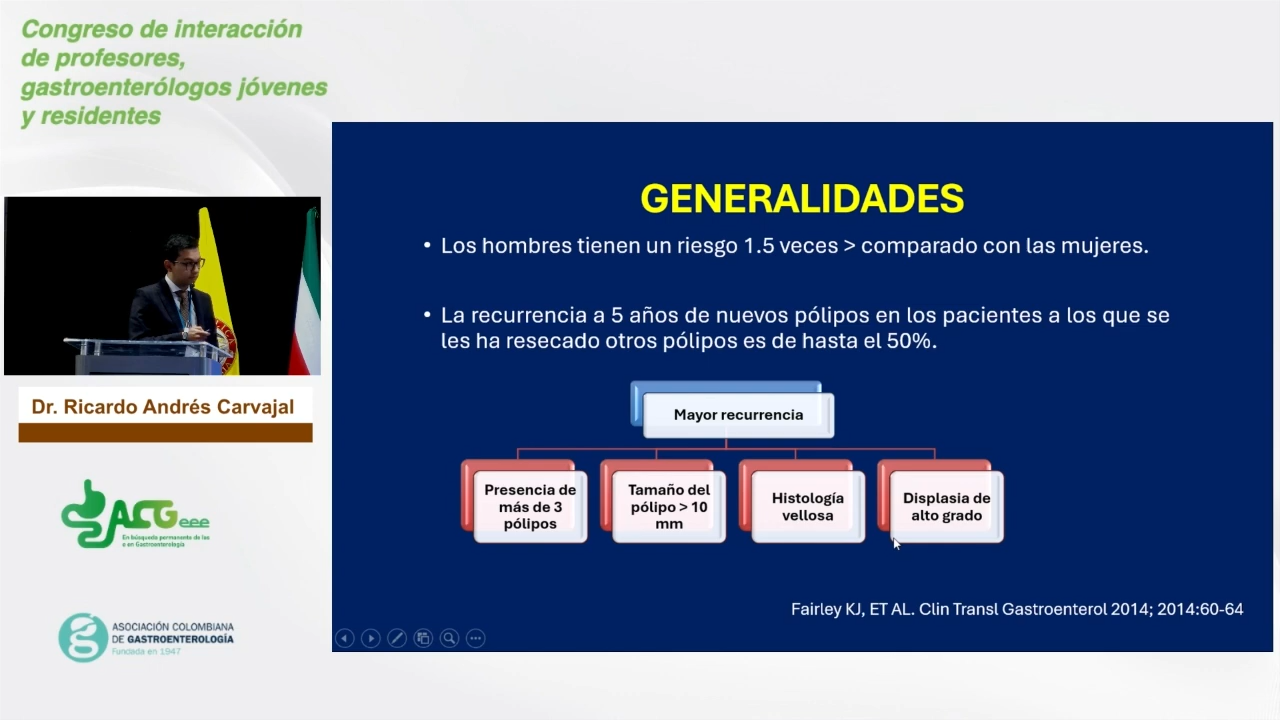 Congreso de interacción
de profesores,
gastroenterólogos jóvenes
y residentes
Dr. Ricardo Andrés Carvajal
ACGeee
En búsqueda permanente de la
e en Gastroenterología
ASOCIACIÓN COLOMBIANA
DE GASTROENTEROLOGÍA
Fundada en 1947
GENERALIDADES
• Los hombres tienen un riesgo 1.5 veces > comparado con las mujeres.
• La recurrencia a 5 años de nuevos pólipos en los pacientes a los que se
les ha resecado otros pólipos es de hasta el 50%.
Mayor recurrencia
Presencia de
más de 3
pólipos
Tamaño del
pólipo > 10
mm
Histología
vellosa
Displasia de
alto grado
Fairley KJ, ET AL. Clin Transl Gastroenterol 2014; 2014:60-64